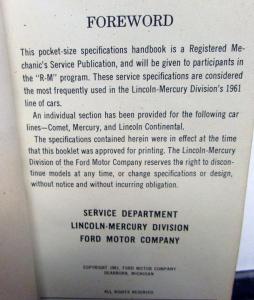 FOREWORD
This pocket-size specifications handbook is a Registered Me-
chanic's Service Publication, and will be given to participants in
the "R-M" program. These service specifications are considered
the most frequently used in the Lincoln-Mercury Division's 1961
line of cars.
An individual section has been provided for the following car
lines—Comet, Mercury, and Lincoln Continental.
The specifications contained herein were in effect at the time
that this booklet was approved for printing. The Lincoln-Mercury
Division of the Ford Motor Company reserves the right to discon-
tinue models at any time, or change specifications or design,
without notice and without incurring obligation.
SERVICE DEPARTMENT
LINCOLN-MERCURY DIVISION
FORD MOTOR COMPANY
COPYRIGHT 1961, FORD MOTOR COMPANY
DEARBORN, MICHIGAN
ALL RIGHTS RESERVED